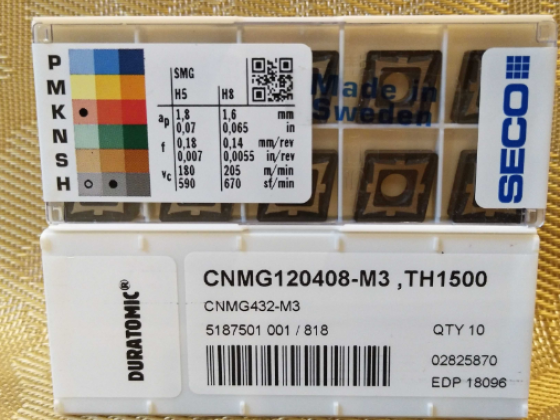 P
M
K
N
S
H
SMG
H5 H8
ap 1,8 1,6 mm
0,07 0,065 in
f 0,18 0,14 mm/rev
0,007 0,0055 in/rev
vc 180 205 m/min
590 670 sf/min
Made in
Sweden
SECO
DURATOMIC®
CNMG120408-M3 ,TH1500
CNMG432-M3
5187501 001 / 818 QTY 10
02825870
EDP 18096